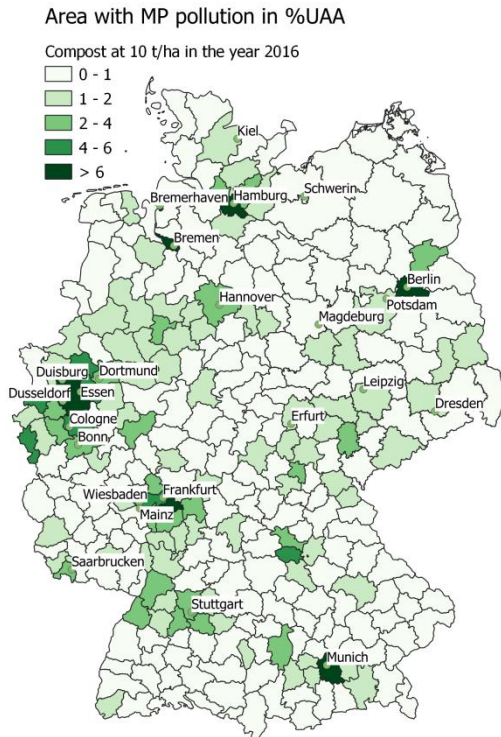 Area with MP pollution in %UAA
Compost at 10 t/ha in the year 2016
0 - 1
1 - 2
2 - 4
4 - 6
> 6
Kiel
Bremerhaven
Hamburg
Schwerin
Bremen
Berlin
Hannover
Potsdam
Magdeburg
Duisburg
Dortmund
Dusseldorf
Essen
Leipzig
Dresden
Cologne
Erfurt
Bonn
Wiesbaden
Frankfurt
Mainz
Saarbrucken
Stuttgart
Munich